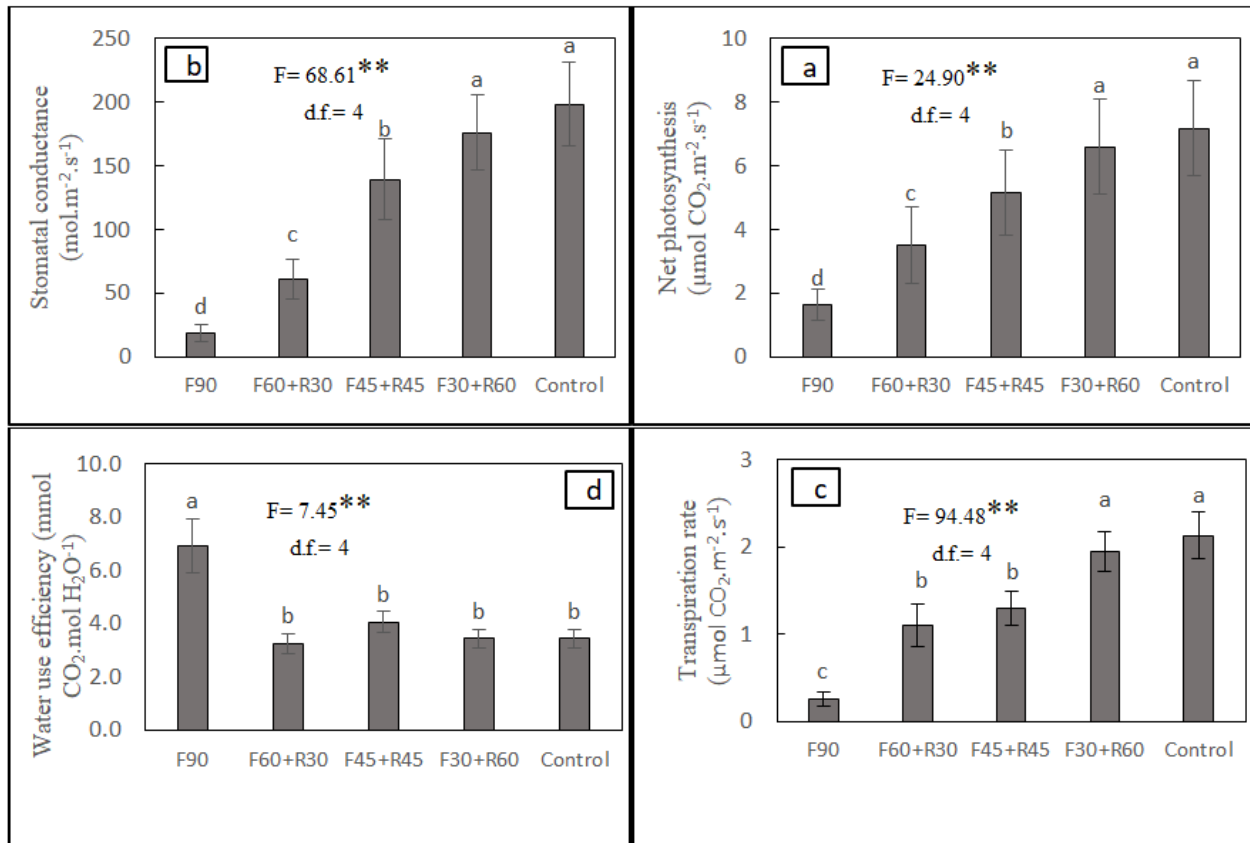 b
F= 68.61**
d.f.= 4
Stomatal conductance
(mol.m⁻².s⁻¹)
250
200
150
100
50
0
d
c
b
a
a
F90 F60+R30 F45+R45 F30+R60 Control
a
F= 24.90**
d.f.= 4
Net photosynthesis
(µmol CO₂.m⁻².s⁻¹)
10
8
6
4
2
0
d
c
b
a
a
F90 F60+R30 F45+R45 F30+R60 Control
d
F= 7.45**
d.f.= 4
Water use efficiency (mmol
CO₂.mol H₂O⁻¹)
10.0
8.0
6.0
4.0
2.0
0.0
a
b
b
b
b
F90 F60+R30 F45+R45 F30+R60 Control
c
F= 94.48**
d.f.= 4
Transpiration rate
(µmol CO₂.m⁻².s⁻¹)
3
2
1
0
c
b
b
a
a
F90 F60+R30 F45+R45 F30+R60 Control